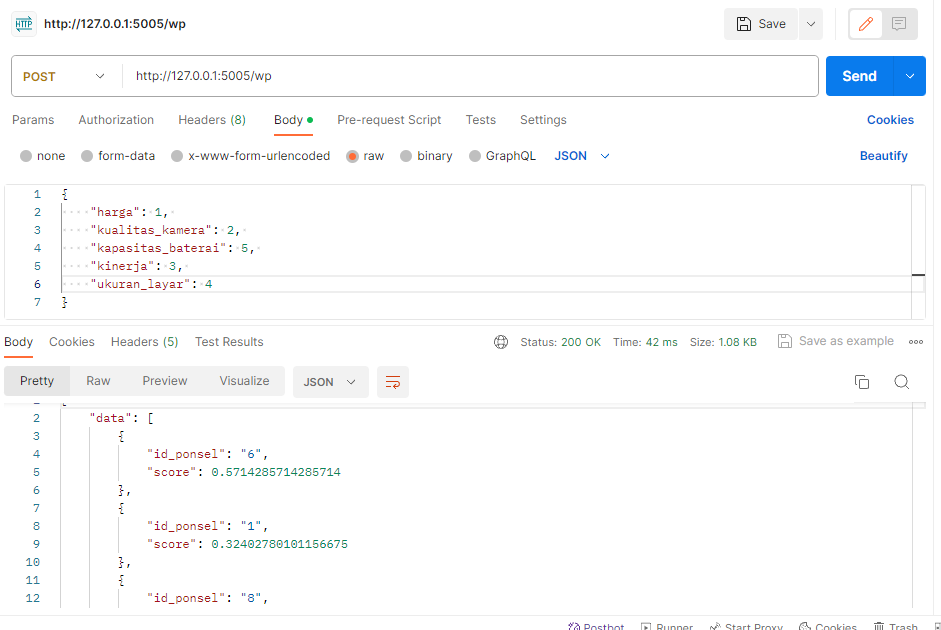 HTTP http://127.0.0.1:5005/wp Save
POST http://127.0.0.1:5005/wp Send
Params Authorization Headers (8) Body Pre-request Script Tests Settings Cookies
none form-data x-www-form-urlencoded raw binary GraphQL JSON Beautify
1 {
2 "harga": 1,
3 "kualitas_kamera": 2,
4 "kapasitas_baterai": 5,
5 "kinerja": 3,
6 "ukuran_layar": 4
7 }
Body Cookies Headers (5) Test Results Status: 200 OK Time: 42 ms Size: 1.08 KB Save as example
Pretty Raw Preview Visualize JSON
2 "data": [
3 {
4 "id_ponsel": "6",
5 "score": 0.5714285714285714
6 },
7 {
8 "id_ponsel": "1",
9 "score": 0.32402780101156675
10 },
11 {
12 "id_ponsel": "8",
Postbot Runner Start Proxy Cookies Trash